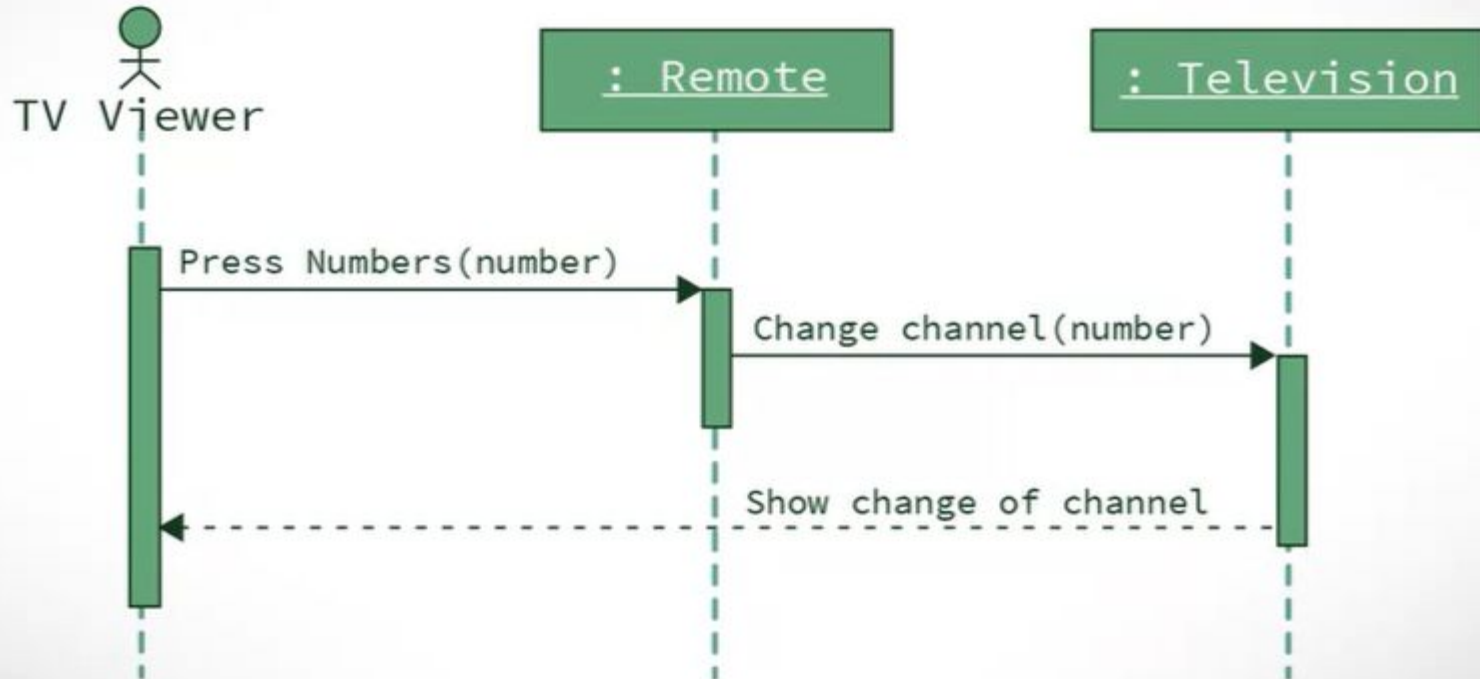 TV Viewer
: Remote
: Television
Press Numbers(number)
Change channel(number)
Show change of channel